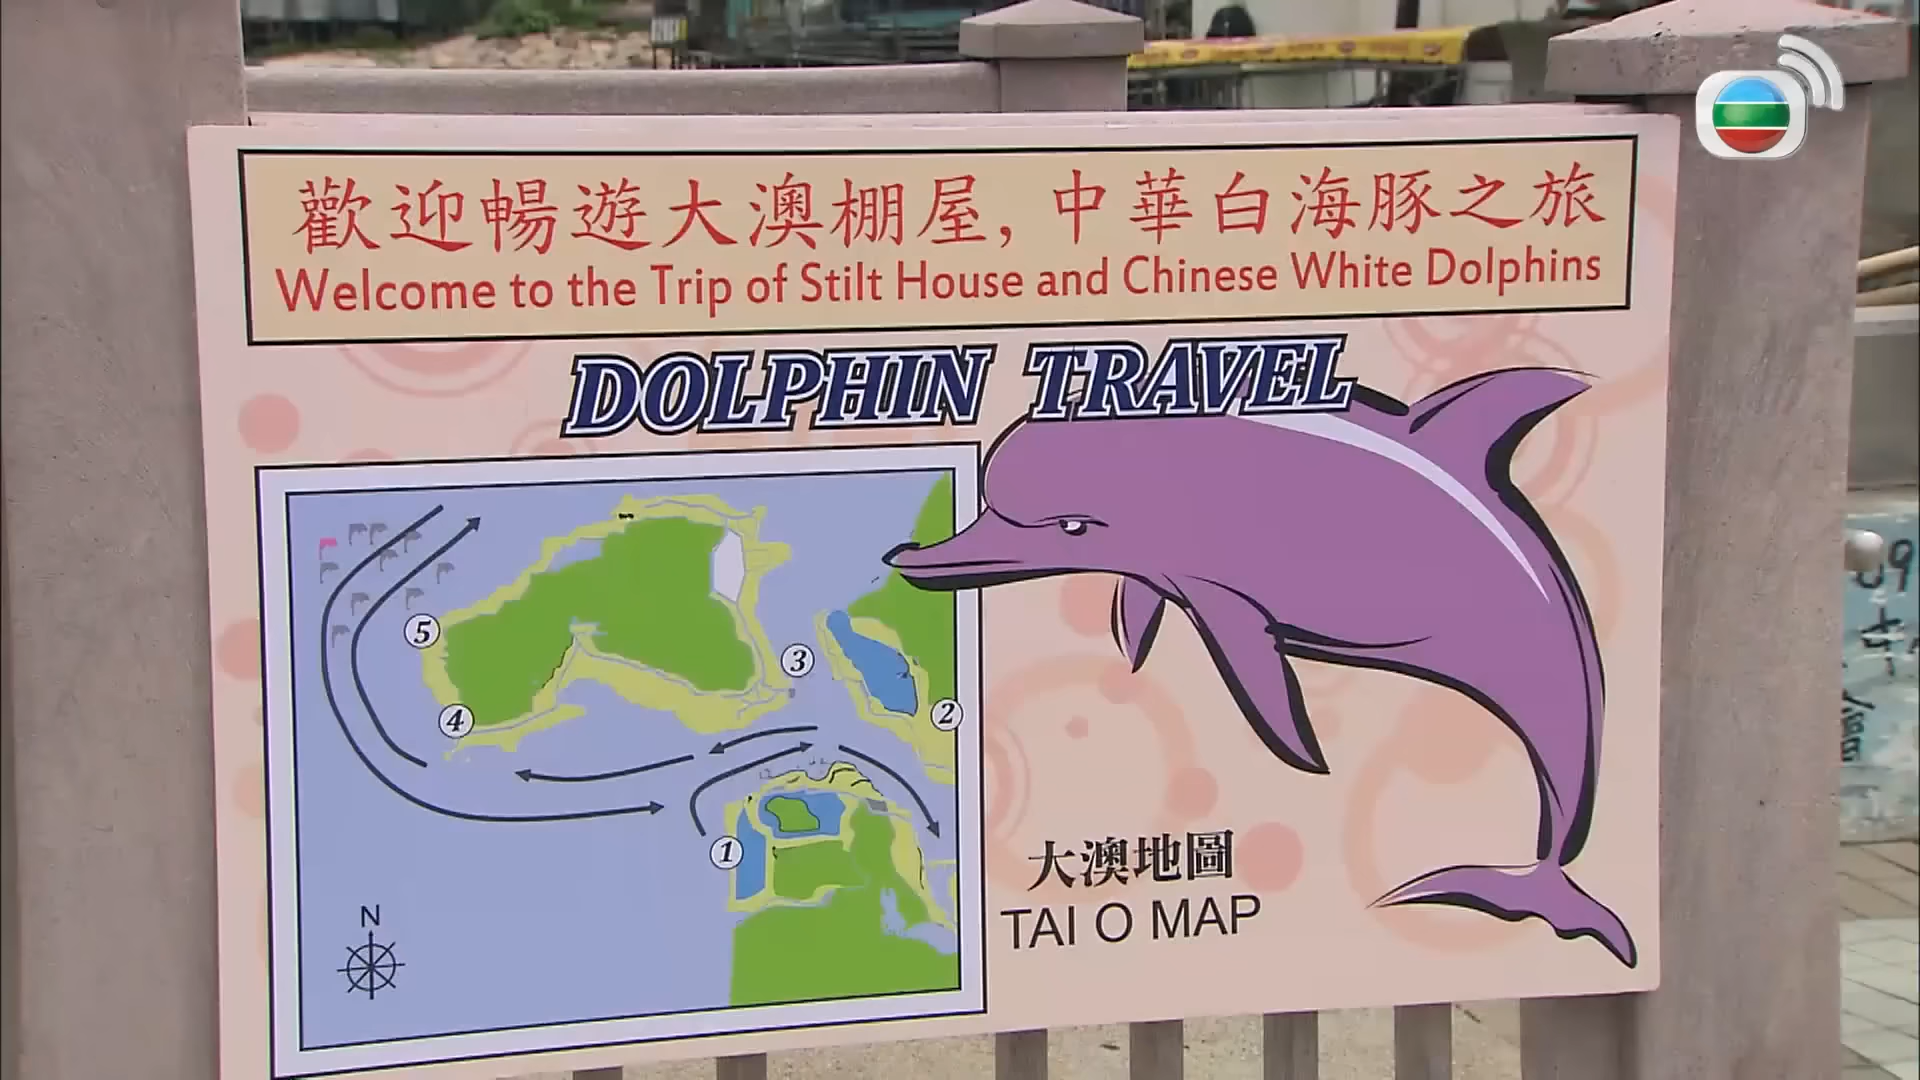 歡迎暢遊大澳棚屋, 中華白海豚之旅
Welcome to the Trip of Stilt House and Chinese White Dolphins
DOLPHIN TRAVEL
5
3
4
2
1
N
大澳地圖
TAI O MAP